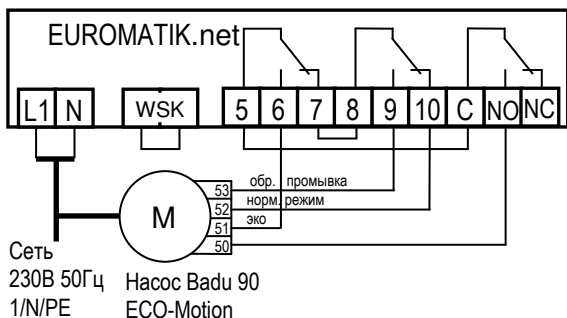 EUROMATIK.net
L1 N WSK 5 6 7 8 9 10 C NO NC
53 обр. промывка
52 норм. режим
51 эко
50
M
Сеть
230В 50Гц
1/N/PE
Насос Badu 90
ECO-Motion